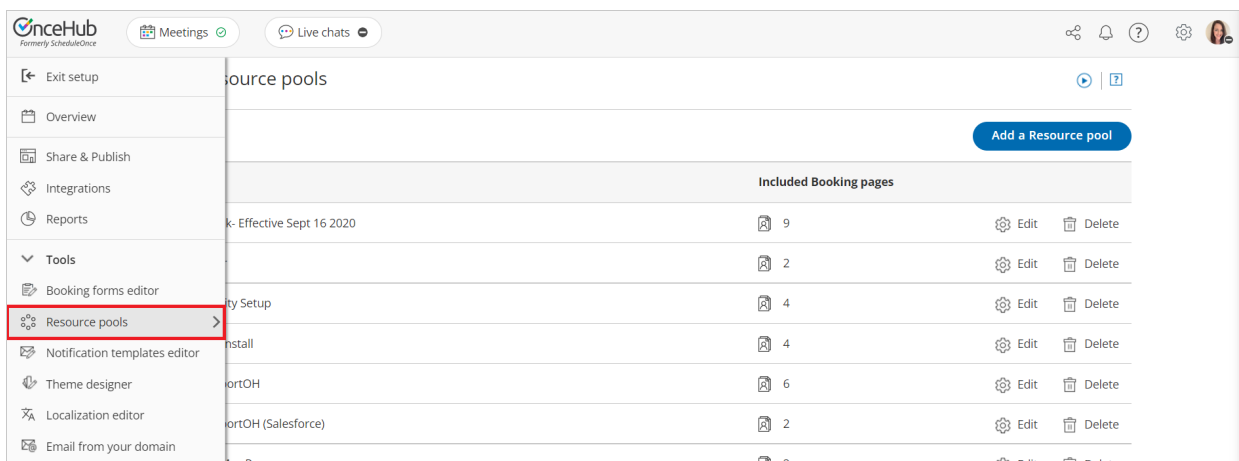 OnceHub
Formerly ScheduleOnce
Meetings
Live chats
?
Exit setup
source pools
?
Overview
Add a Resource pool
Share & Publish
Integrations
Included Booking pages
Reports
k- Effective Sept 16 2020 9 Edit Delete
Tools
2 Edit Delete
Booking forms editor
ity Setup 4 Edit Delete
Resource pools
nstall 4 Edit Delete
Notification templates editor
Theme designer
ortOH 6 Edit Delete
Localization editor
ortOH (Salesforce) 2 Edit Delete
Email from your domain